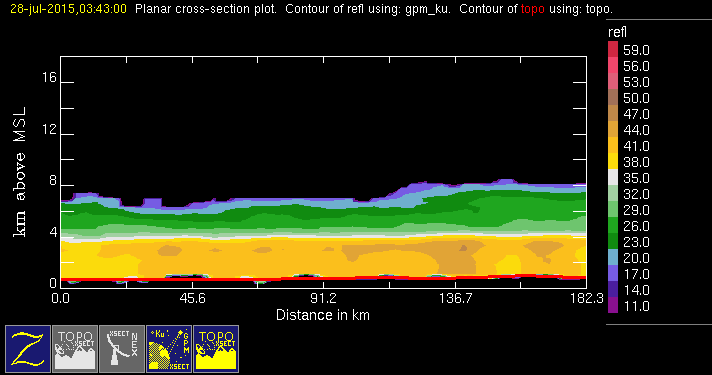 28-jul-2015,03:43:00 Planar cross-section plot. Contour of refl using: gpm_ku. Contour of topo using: topo.
refl
59.0
56.0
53.0
50.0
47.0
44.0
41.0
38.0
35.0
32.0
29.0
26.0
23.0
20.0
17.0
14.0
11.0
km above MSL
16
12
8
4
0
0.0 45.6 91.2 136.7 182.3
Distance in km
Z
TOPO
XSECT
XSECT
XSECT
Ku
GPM
XSECT
TOPO
XSECT